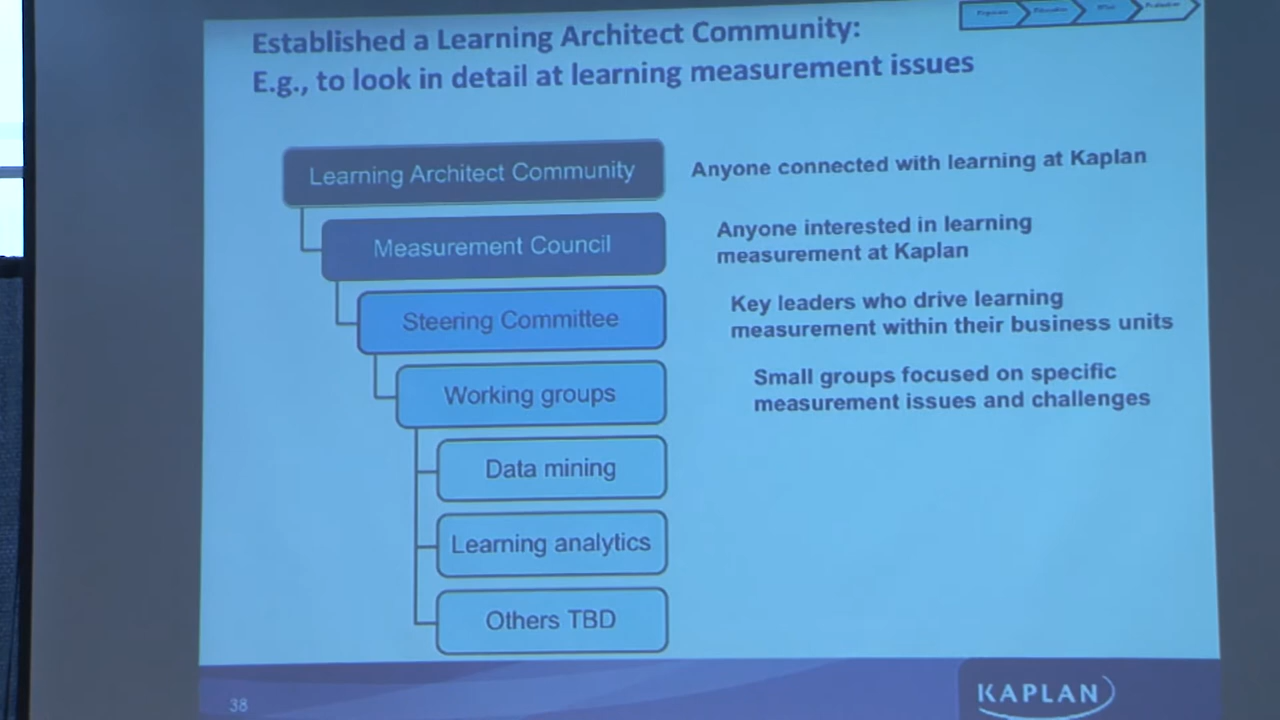 Established a Learning Architect Community:
E.g., to look in detail at learning measurement issues
Learning Architect Community
Anyone connected with learning at Kaplan
Measurement Council
Anyone interested in learning
measurement at Kaplan
Steering Committee
Key leaders who drive learning
measurement within their business units
Working groups
Small groups focused on specific
measurement issues and challenges
Data mining
Learning analytics
Others TBD
38
KAPLAN